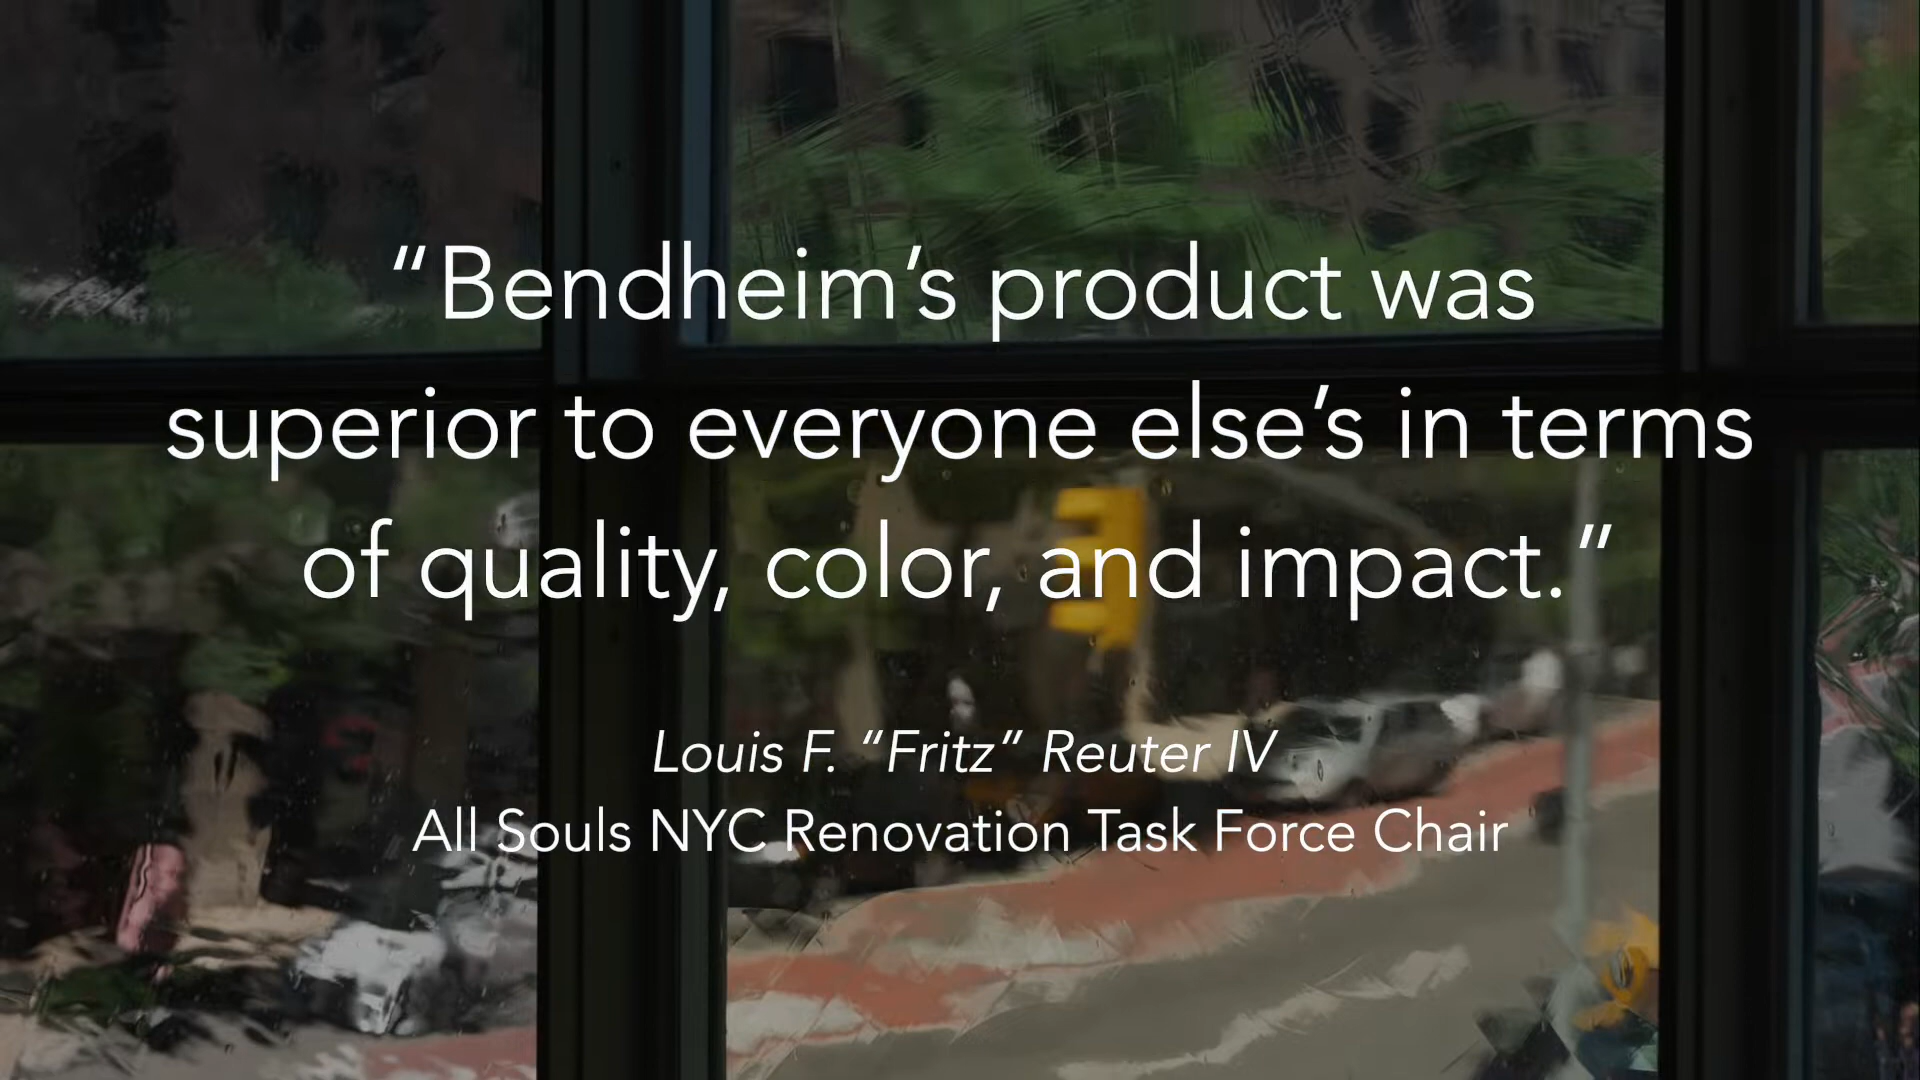 “Bendheim’s product was
superior to everyone else’s in terms
of quality, color, and impact.”
Louis F. “Fritz” Reuter IV
All Souls NYC Renovation Task Force Chair